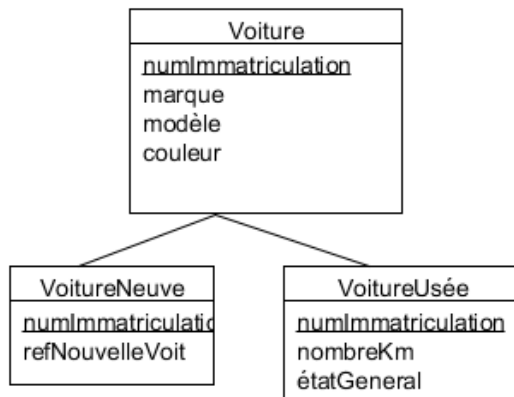 Voiture
numImmatriculation
marque
modèle
couleur
VoitureNeuve
numImmatriculatio
refNouvelleVoit
VoitureUsée
numImmatriculation
nombreKm
étatGeneral